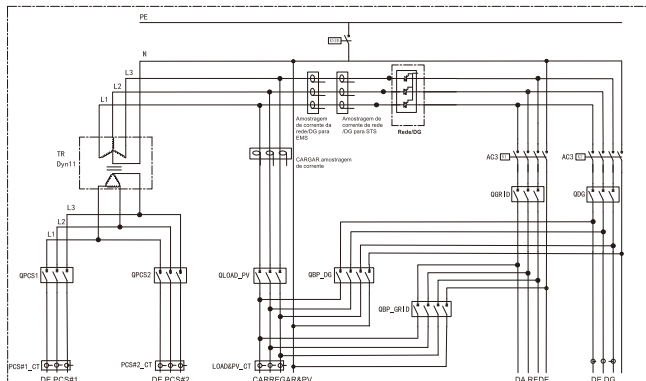 PE
N
L3
L2
L1
Amostragem
de corrente da
rede/DG para
EMS
Amostragem
de corrente de rede
/DG para STS
Rede/DG
TR
Dyn11
CARGAR amostragem
de corrente
AC3
AC3
QGRID
QDG
L3
L2
L1
QPCS1
QPCS2
QLOAD_PV
QBP_DG
QBP_GRID
PCS#1_CT
PCS#2_CT
LOAD&PV_CT
DE PCS#1
DE PCS#2
CARREGAR&PV
DA REDE
DE DG